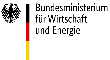 Bundesministerium
für Wirtschaft
und Energie